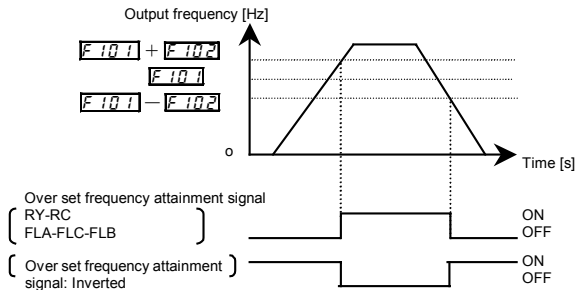 Output frequency [Hz]
F101 + F102
F101
F101 − F102
o
Time [s]
Over set frequency attainment signal
RY-RC
FLA-FLC-FLB
ON
OFF
Over set frequency attainment
signal: Inverted
ON
OFF